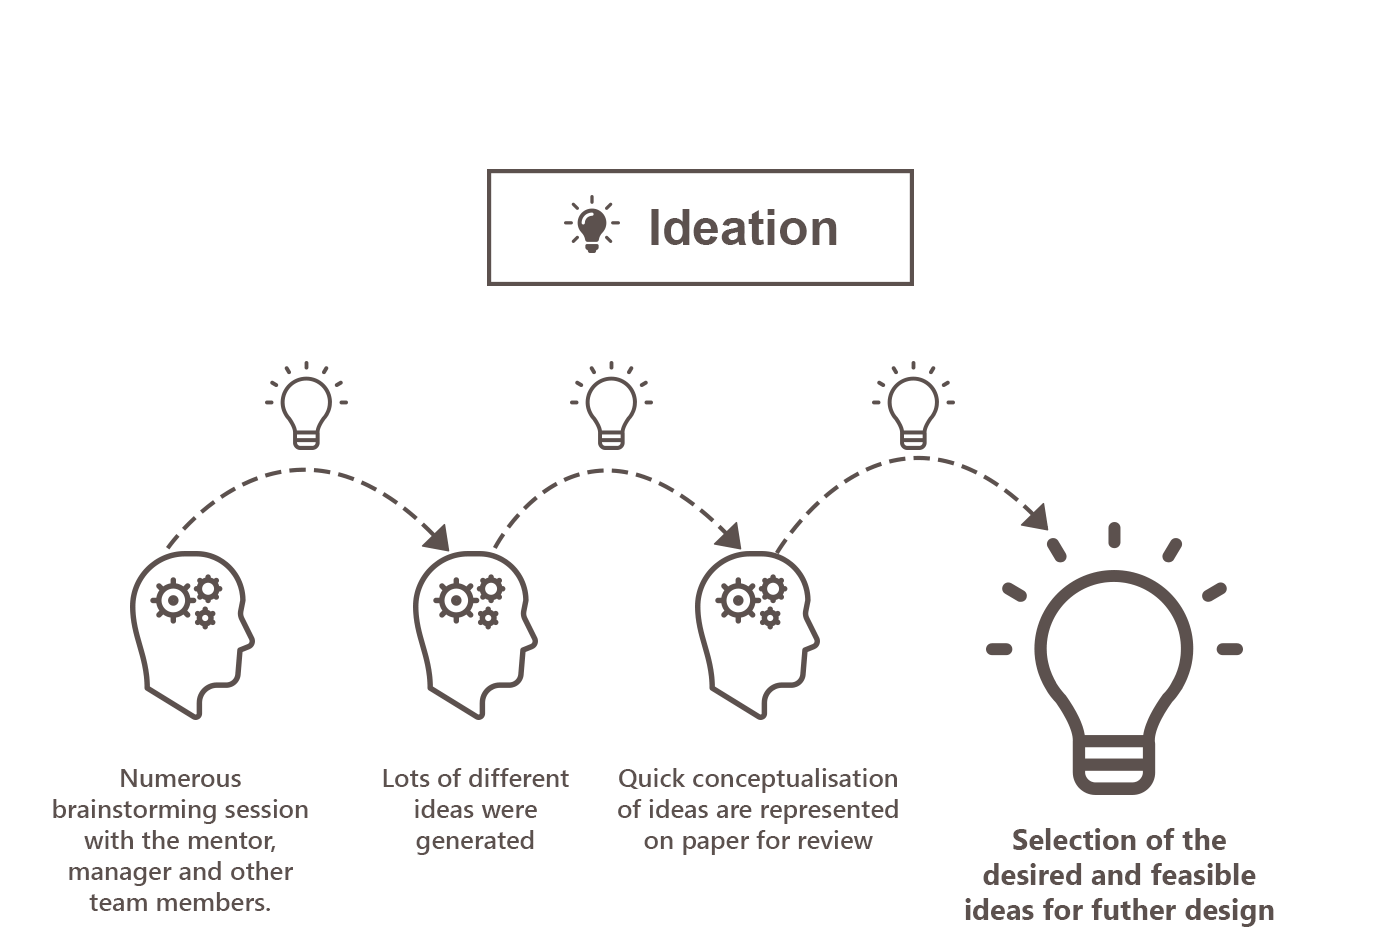 Ideation
Numerous
brainstorming session
with the mentor,
manager and other
team members.
Lots of different
ideas were
generated
Quick conceptualisation
of ideas are represented
on paper for review
Selection of the
desired and feasible
ideas for futher design